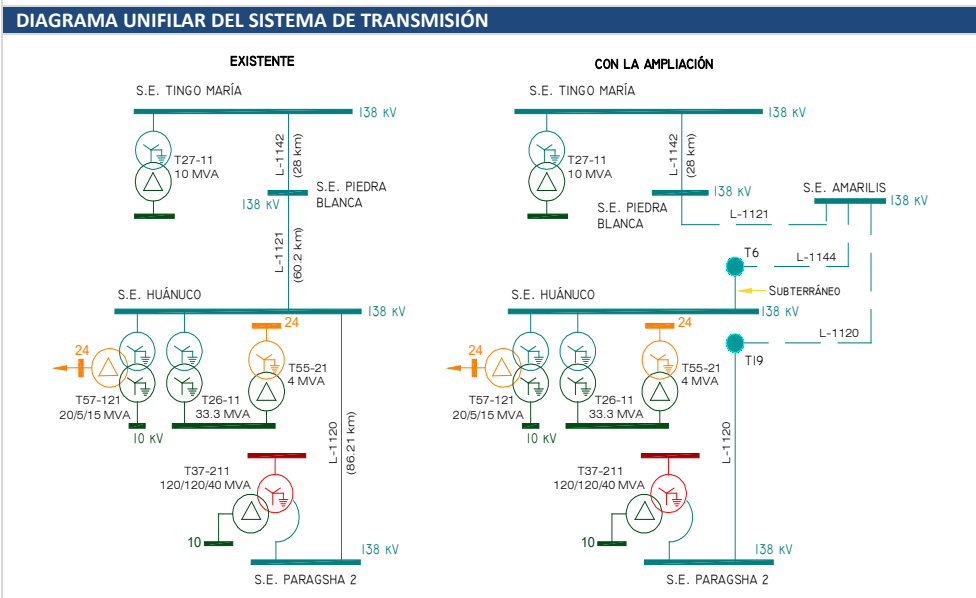 DIAGRAMA UNIFILAR DEL SISTEMA DE TRANSMISIÓN
EXISTENTE
S.E. TINGO MARÍA
138 KV
T27-11
10 MVA
L-1142
(28 km)
S.E. PIEDRA
BLANCA
138 KV
L-1121
(60.2 km)
S.E. HUÁNUCO
138 KV
24
24
T57-121
20/5/15 MVA
T26-11
33.3 MVA
T55-21
4 MVA
10 KV
L-1120
(86.21 km)
T37-211
120/120/40 MVA
10
138 KV
S.E. PARAGSHA 2
CON LA AMPLIACIÓN
S.E. TINGO MARÍA
138 KV
T27-11
10 MVA
L-1142
(28 km)
138 KV
S.E. PIEDRA
BLANCA
S.E. AMARILIS
138 KV
L-1121
T6
L-1144
SUBTERRÁNEO
S.E. HUÁNUCO
138 KV
L-1120
T19
24
24
T57-121
20/5/15 MVA
T26-11
33.3 MVA
T55-21
4 MVA
10 KV
L-1120
T37-211
120/120/40 MVA
10
138 KV
S.E. PARAGSHA 2